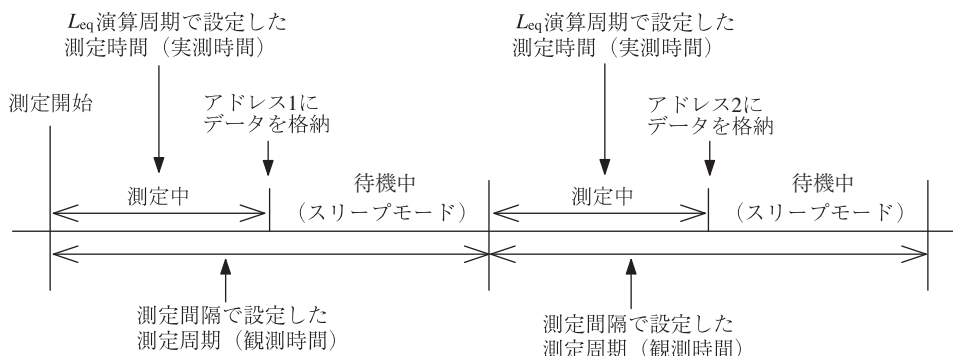 Leq演算周期で設定した
測定時間（実測時間）
Leq演算周期で設定した
測定時間（実測時間）
測定開始
アドレス1に
データを格納
アドレス2に
データを格納
測定中
待機中
（スリープモード）
測定中
待機中
（スリープモード）
測定間隔で設定した
測定周期（観測時間）
測定間隔で設定した
測定周期（観測時間）